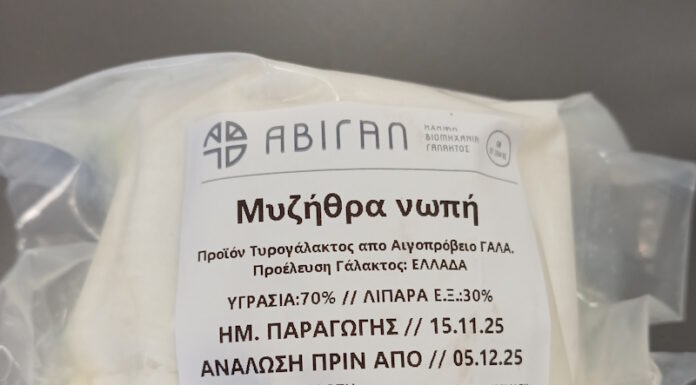 ΑΒΙΓΑΛ
ΒΙΟΜΗΧΑΝΙΑ
ΓΑΛΑΚΤΟΣ
Μυζήθρα νωπή
Προϊόν Τυρογάλακτος απο Αιγοπρόβειο ΓΑΛΑ.
Προέλευση Γάλακτος: ΕΛΛΑΔΑ
ΥΓΡΑΣΙΑ:70% // ΛΙΠΑΡΑ Ε.Ξ.:30%
ΗΜ. ΠΑΡΑΓΩΓΗΣ // 15.11.25
ΑΝΑΛΩΣΗ ΠΡΙΝ ΑΠΟ // 05.12.25